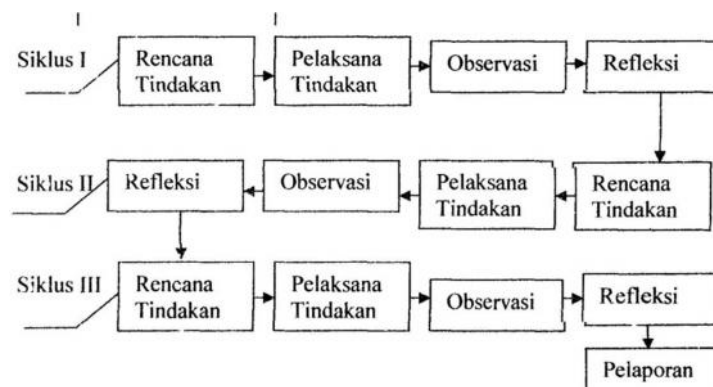 Siklus I
Rencana
Tindakan
Pelaksana
Tindakan
Observasi
Refleksi
Siklus II
Refleksi
Observasi
Pelaksana
Tindakan
Rencana
Tindakan
Siklus III
Rencana
Tindakan
Pelaksana
Tindakan
Observasi
Refleksi
Pelaporan